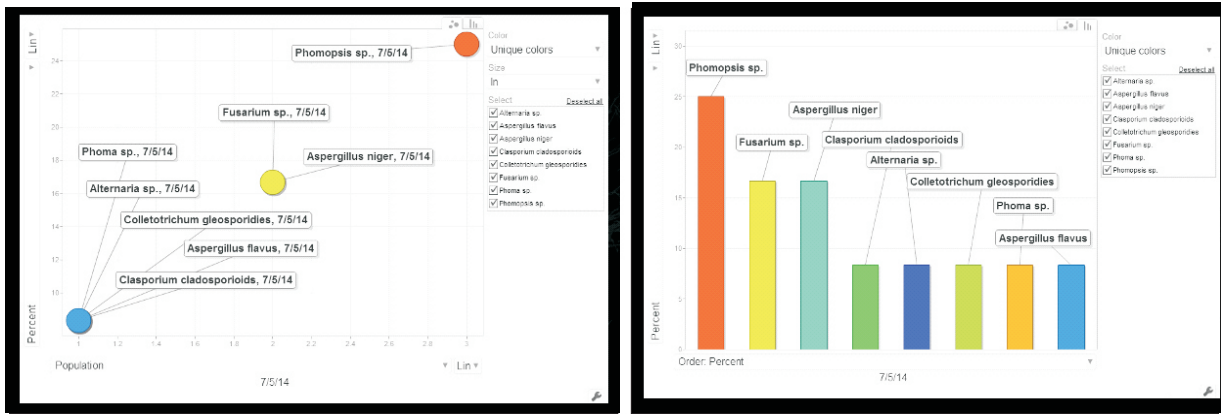 Lin
24
22
20
18
16
14
12
10
Percent
Phomopsis sp., 7/5/14
Fusarium sp., 7/5/14
Aspergillus niger, 7/5/14
Phoma sp., 7/5/14
Alternaria sp., 7/5/14
Colletotrichum gleosporidies, 7/5/14
Aspergillus flavus, 7/5/14
Clasporium cladosporioids, 7/5/14
1 1.2 1.4 1.6 1.8 2 2.2 2.4 2.6 2.8 3
Population
Lin
7/5/14
Color
Unique colors
Size
In
Select Deselect all
Alternaria sp.
Aspergillus flavus
Aspergillus niger
Clasporium cladosporioids
Colletotrichum gleosporidies
Fusarium sp
Phoma sp.
Phomopsis sp.
Lin
30
25
20
15
10
5
0
Percent
Phomopsis sp.
Fusarium sp.
Aspergillus niger
Clasporium cladosporioids
Alternaria sp.
Colletotrichum gleosporidies
Phoma sp.
Aspergillus flavus
Order: Percent
7/5/14
Color
Unique colors
Select Deselect all
Alternaria sp.
Aspergillus flavus
Aspergillus niger
Clasporium cladosporioids
Colletotrichum gleosporidies
Fusarium sp.
Phoma sp.
Phomopsis sp.